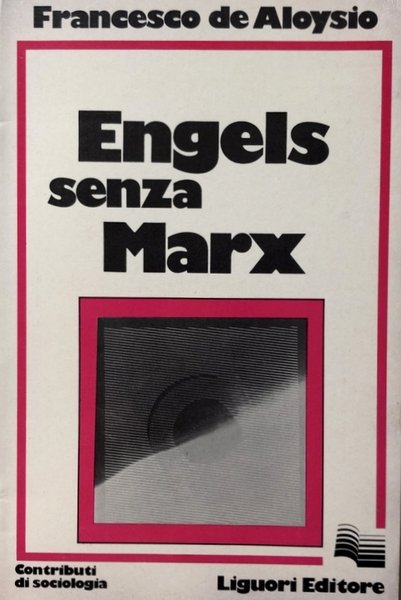 Francesco de Aloysio
Engels
senza
Marx
Contributi
di sociologia
Liguori Editore